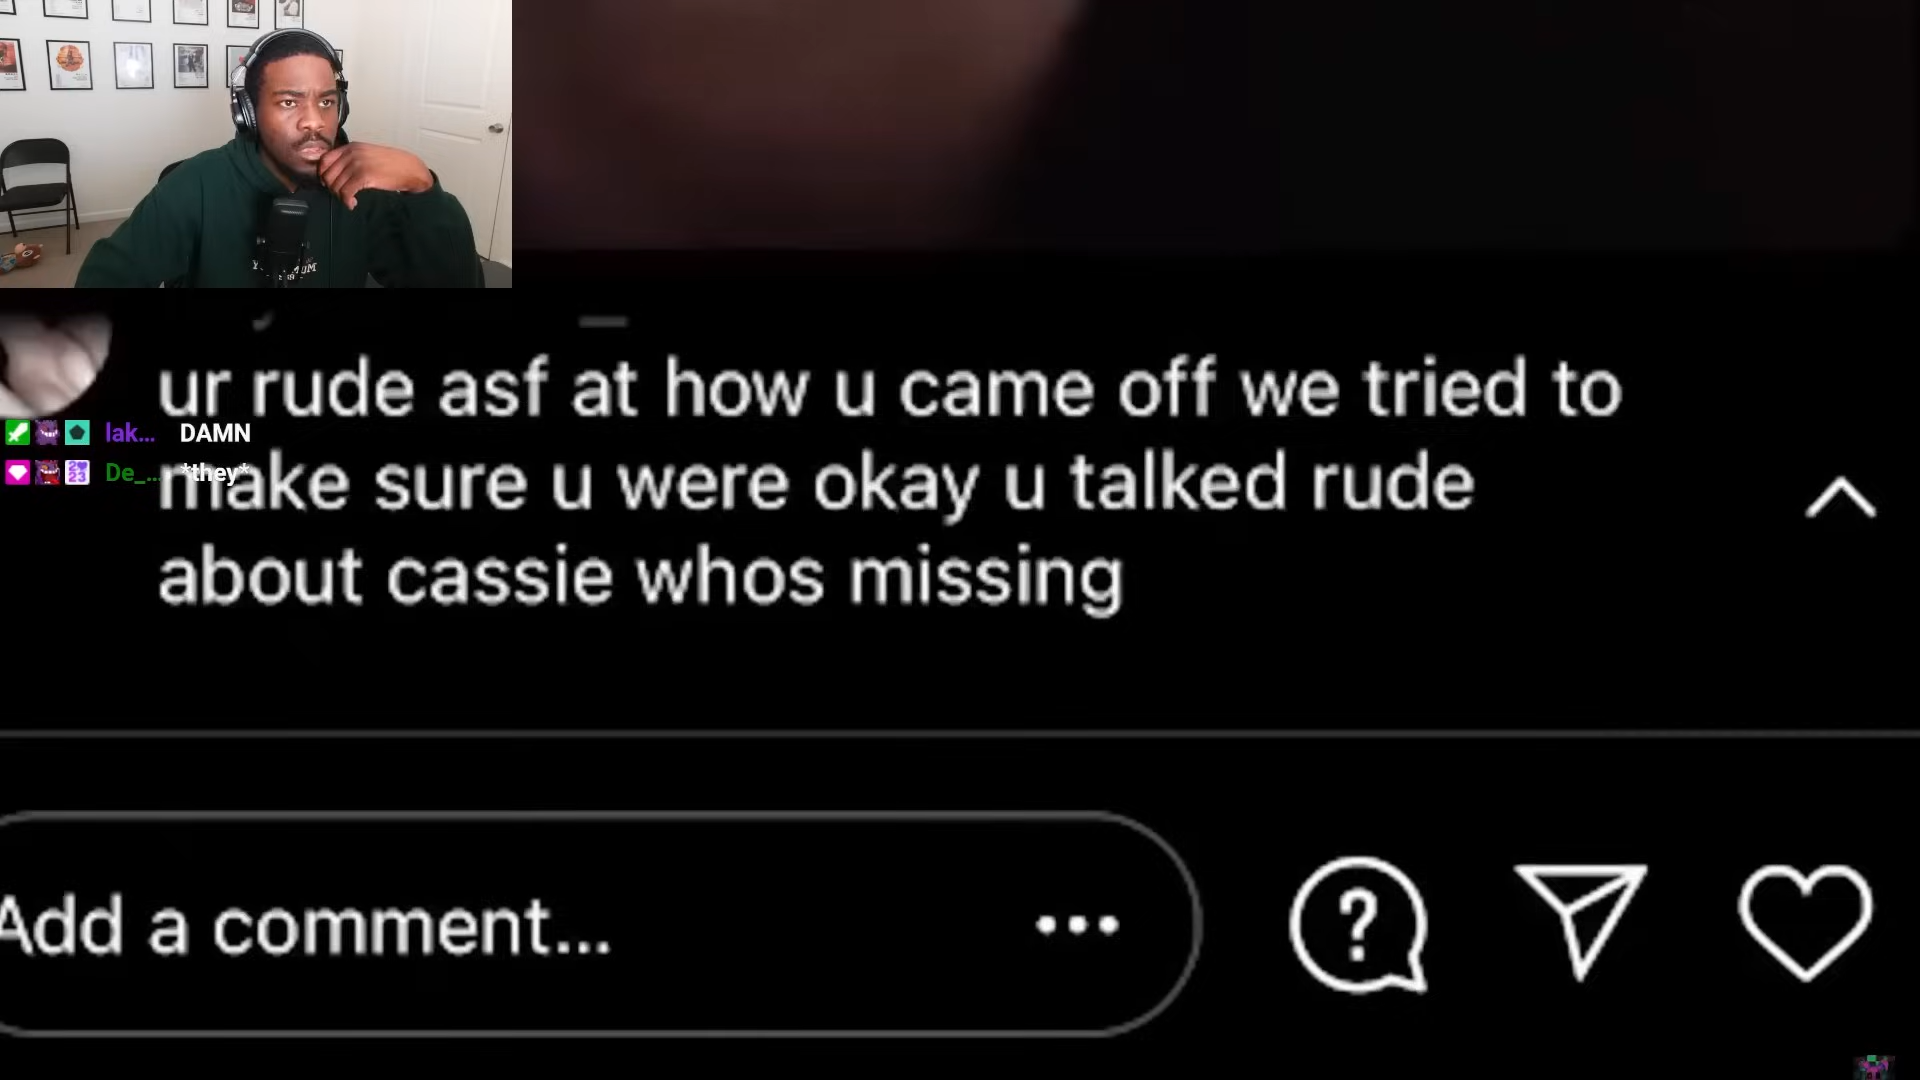 ur rude asf at how u came off we tried to
lak... DAMN
De_... *they*
make sure u were okay u talked rude
about cassie whos missing
Add a comment...